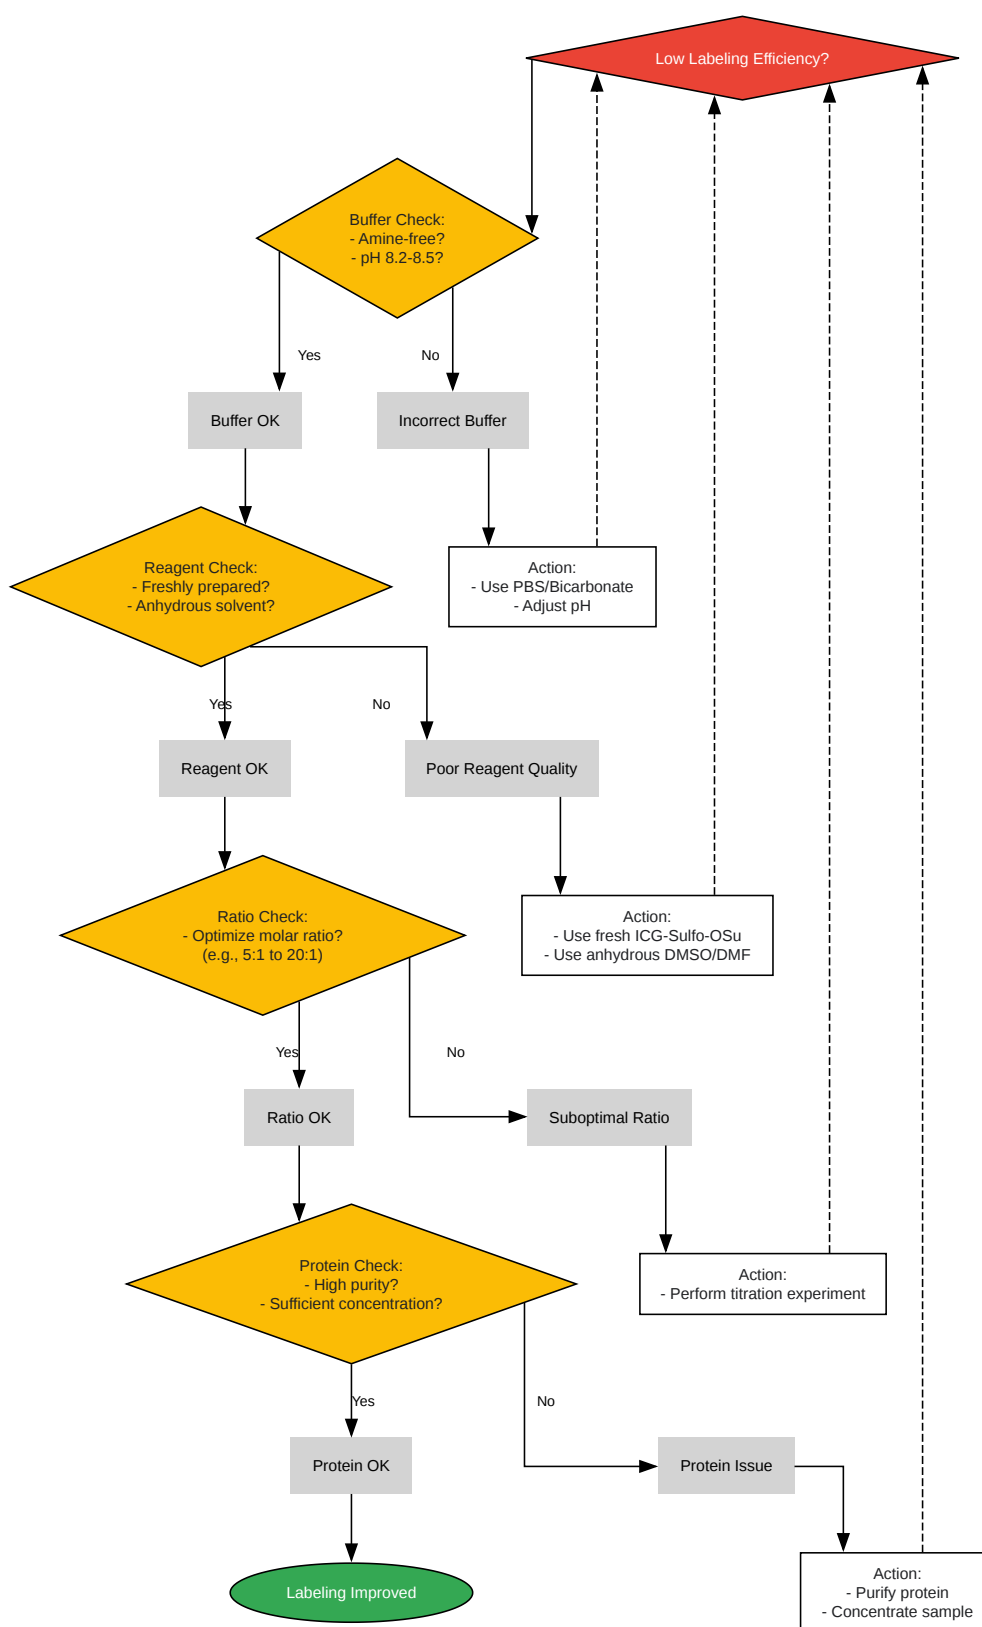 Low Labeling Efficiency?
Buffer Check:
- Amine-free?
- pH 8.2-8.5?
Yes
No
Buffer OK
Incorrect Buffer
Reagent Check:
- Freshly prepared?
- Anhydrous solvent?
Action:
- Use PBS/Bicarbonate
- Adjust pH
Yes
No
Reagent OK
Poor Reagent Quality
Ratio Check:
- Optimize molar ratio?
(e.g., 5:1 to 20:1)
Action:
- Use fresh ICG-Sulfo-OSu
- Use anhydrous DMSO/DMF
Yes
No
Ratio OK
Suboptimal Ratio
Protein Check:
- High purity?
- Sufficient concentration?
Action:
- Perform titration experiment
Yes
No
Protein OK
Protein Issue
Labeling Improved
Action:
- Purify protein
- Concentrate sample